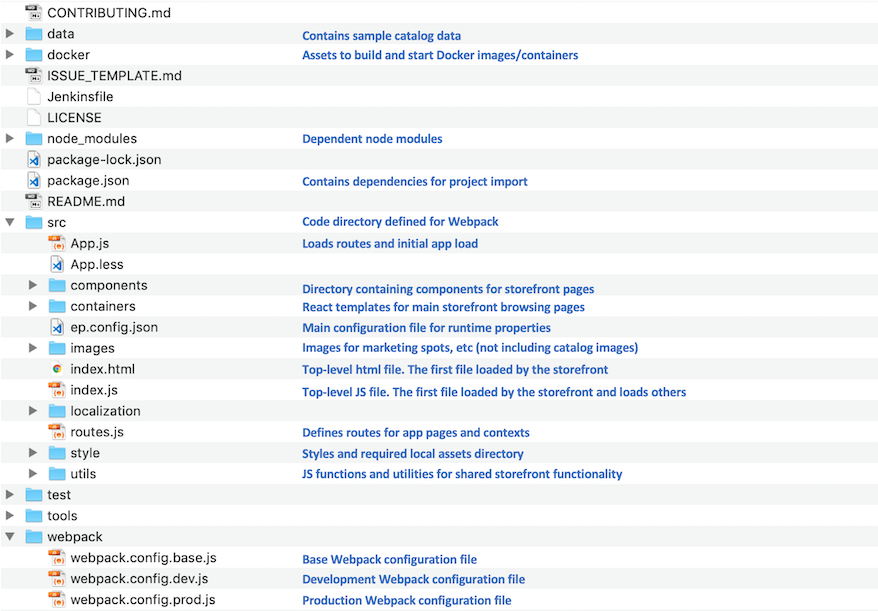 CONTRIBUTING.md
data Contains sample catalog data
docker Assets to build and start Docker images/containers
ISSUE_TEMPLATE.md
Jenkinsfile
LICENSE
node_modules Dependent node modules
package-lock.json
package.json Contains dependencies for project import
README.md
src Code directory defined for Webpack
App.js Loads routes and initial app load
App.less
components Directory containing components for storefront pages
containers React templates for main storefront browsing pages
ep.config.json Main configuration file for runtime properties
images Images for marketing spots, etc (not including catalog images)
index.html Top-level html file. The first file loaded by the storefront
index.js Top-level JS file. The first file loaded by the storefront and loads others
localization
routes.js Defines routes for app pages and contexts
style Styles and required local assets directory
utils JS functions and utilities for shared storefront functionality
test
tools
webpack
webpack.config.base.js Base Webpack configuration file
webpack.config.dev.js Development Webpack configuration file
webpack.config.prod.js Production Webpack configuration file